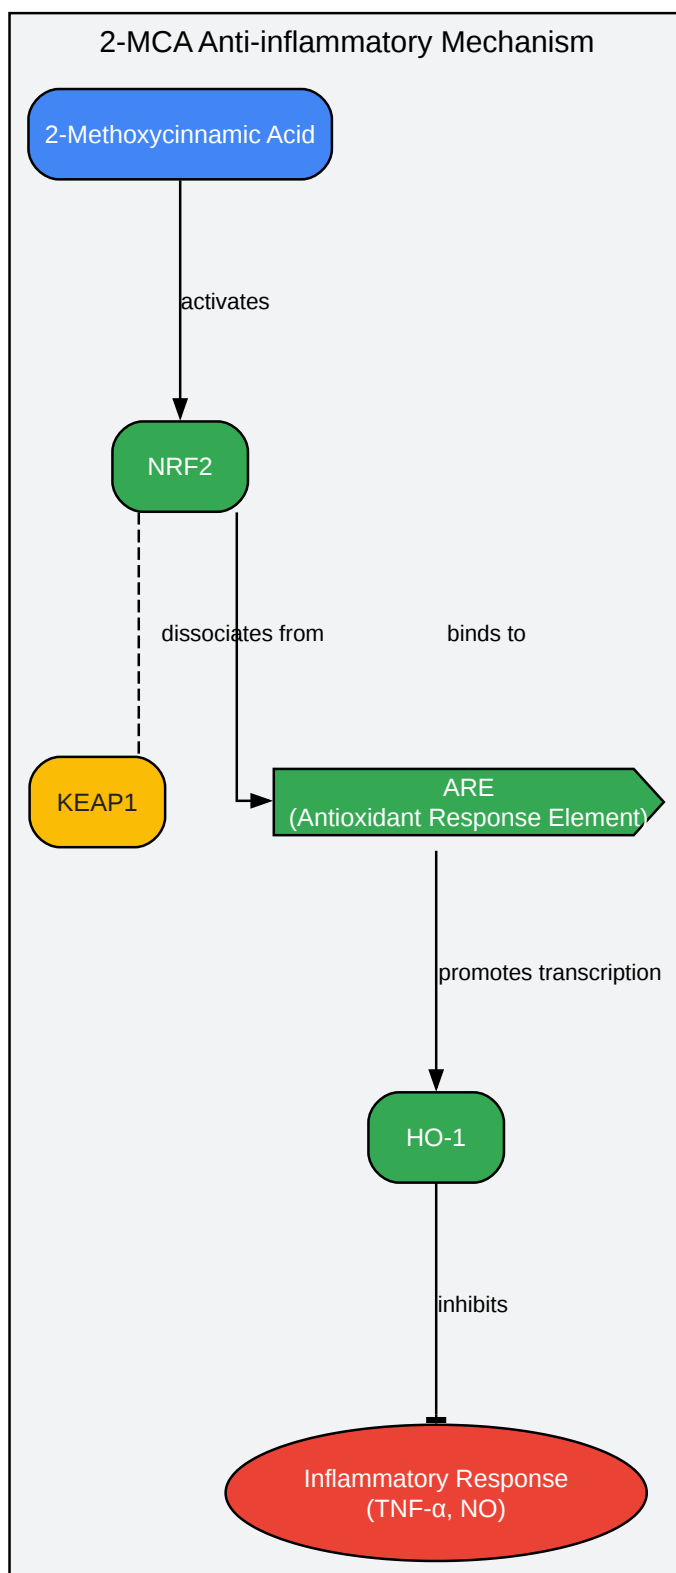 2-MCA Anti-inflammatory Mechanism
2-Methoxycinnamic Acid
activates
NRF2
dissociates from
binds to
KEAP1
ARE
(Antioxidant Response Element)
promotes transcription
HO-1
inhibits
Inflammatory Response
(TNF-α, NO)